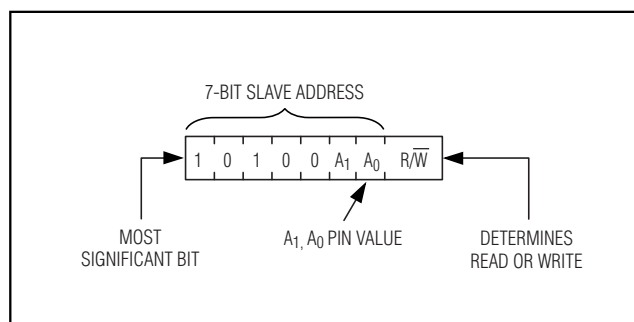 7-BIT SLAVE ADDRESS
1 0 1 0 0 A1 A0 R/W̅
MOST
SIGNIFICANT BIT
A1, A0 PIN VALUE
DETERMINES
READ OR WRITE